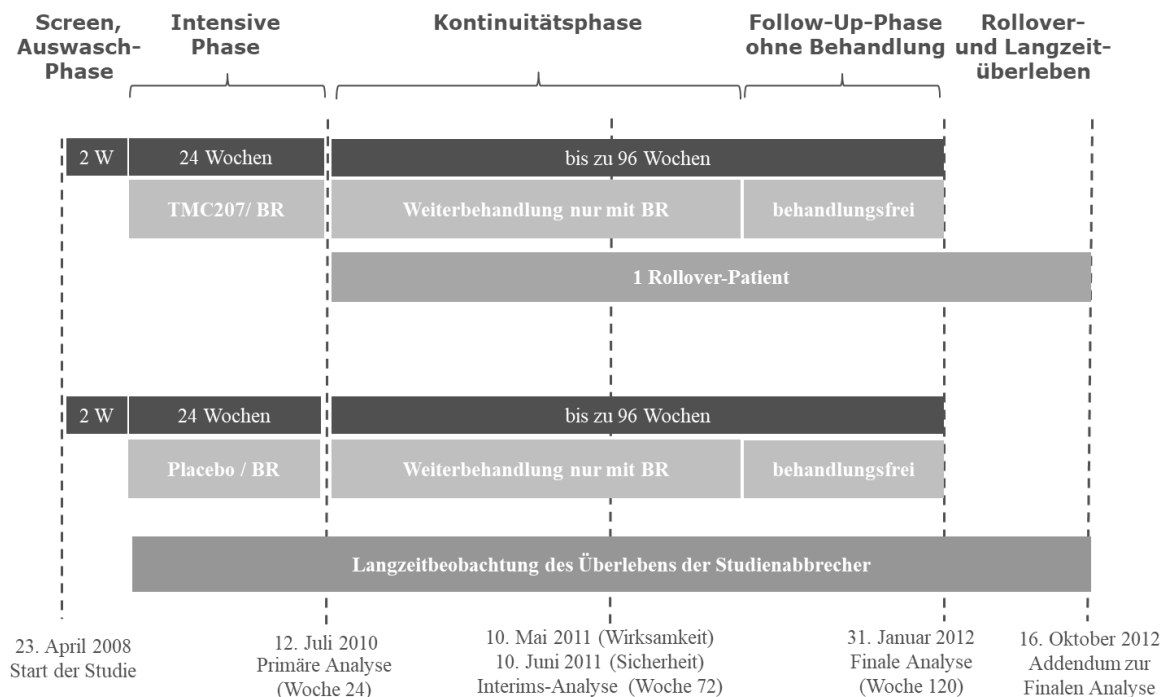 Screen,
Auswasch-
Phase
Intensive
Phase
Kontinuitätsphase
Follow-Up-Phase
ohne Behandlung
Rollover-
und Langzeit-
überleben
2 W
24 Wochen
bis zu 96 Wochen
TMC207/ BR
Weiterbehandlung nur mit BR
behandlungsfrei
1 Rollover-Patient
2 W
24 Wochen
bis zu 96 Wochen
Placebo / BR
Weiterbehandlung nur mit BR
behandlungsfrei
Langzeitbeobachtung des Überlebens der Studienabbrecher
23. April 2008
Start der Studie
12. Juli 2010
Primäre Analyse
(Woche 24)
10. Mai 2011 (Wirksamkeit)
10. Juni 2011 (Sicherheit)
Interims-Analyse (Woche 72)
31. Januar 2012
Finale Analyse
(Woche 120)
16. Oktober 2012
Addendum zur
Finalen Analyse